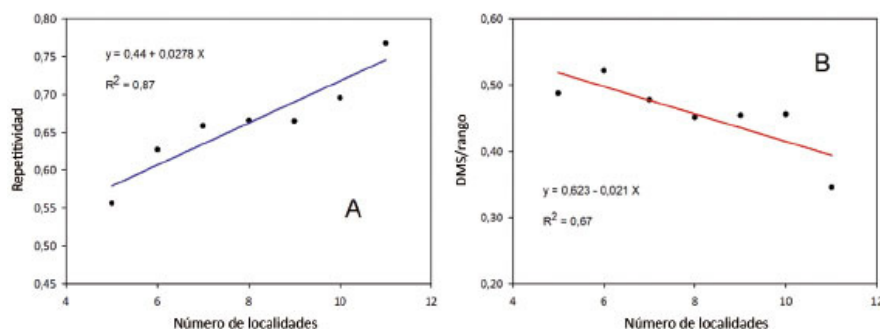 0,80
0,75
0,70
0,65
0,60
0,55
0,50
0,45
Repetitividad
y = 0,44 + 0,0278 X
R2 = 0,87
A
4 6 8 10 12
Número de localidades
0,60
0,50
0,40
0,30
0,20
DMS/rango
B
y = 0,623 - 0,021 X
R2 = 0,67
4 6 8 10 12
Número de localidades